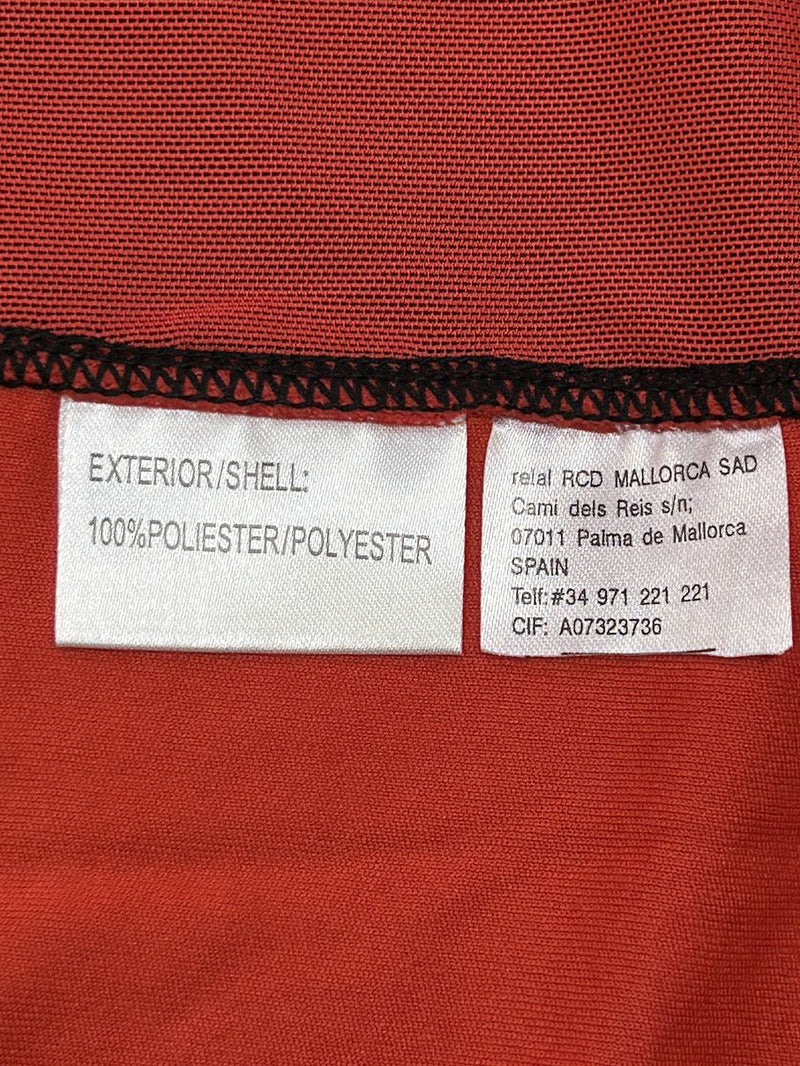 EXTERIOR/SHELL:
100%POLIESTER/POLYESTER
relal RCD MALLORCA SAD
Cami dels Reis s/n;
07011 Palma de Mallorca
SPAIN
Telf:#34 971 221 221
CIF: A07323736